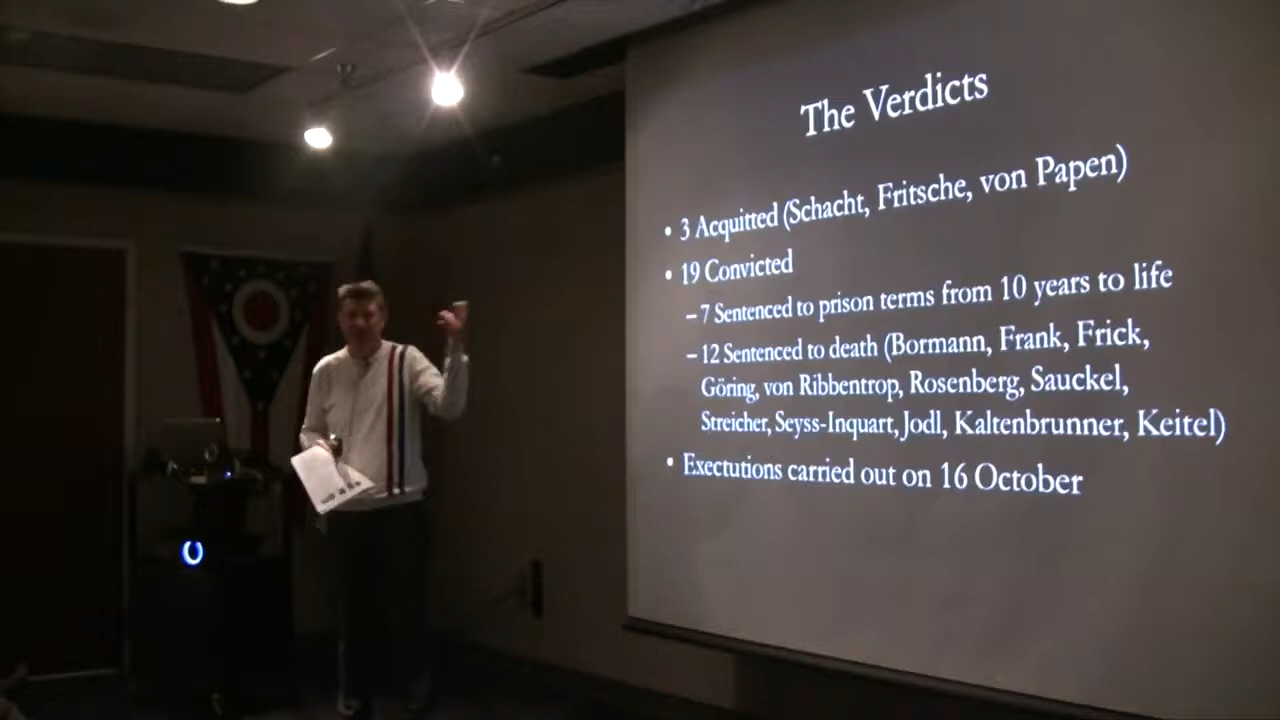 The Verdicts
• 3 Acquitted (Schacht, Fritsche, von Papen)
• 19 Convicted
– 7 Sentenced to prison terms from 10 years to life
– 12 Sentenced to death (Bormann, Frank, Frick,
Göring, von Ribbentrop, Rosenberg, Sauckel,
Streicher, Seyss-Inquart, Jodl, Kaltenbrunner, Keitel)
• Exectutions carried out on 16 October